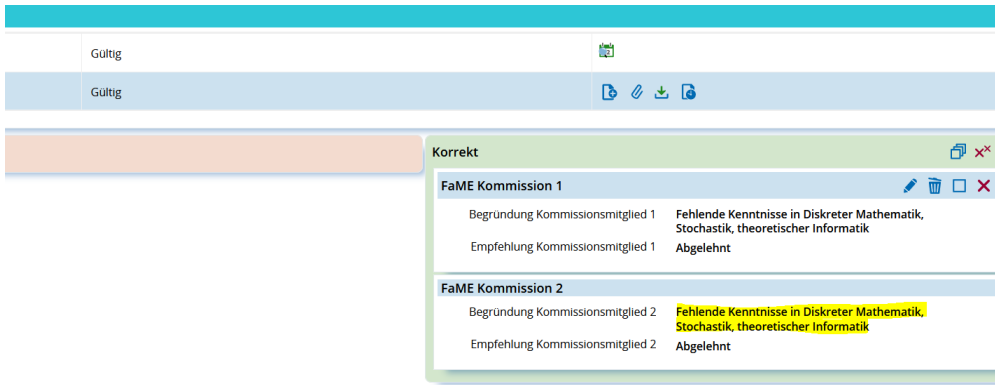 Gültig
Gültig
Korrekt
FaME Kommission 1
Begründung Kommissionsmitglied 1 Fehlende Kenntnisse in Diskreter Mathematik,
Stochastik, theoretischer Informatik
Empfehlung Kommissionsmitglied 1 Abgelehnt
FaME Kommission 2
Begründung Kommissionsmitglied 2 Fehlende Kenntnisse in Diskreter Mathematik,
Stochastik, theoretischer Informatik
Empfehlung Kommissionsmitglied 2 Abgelehnt